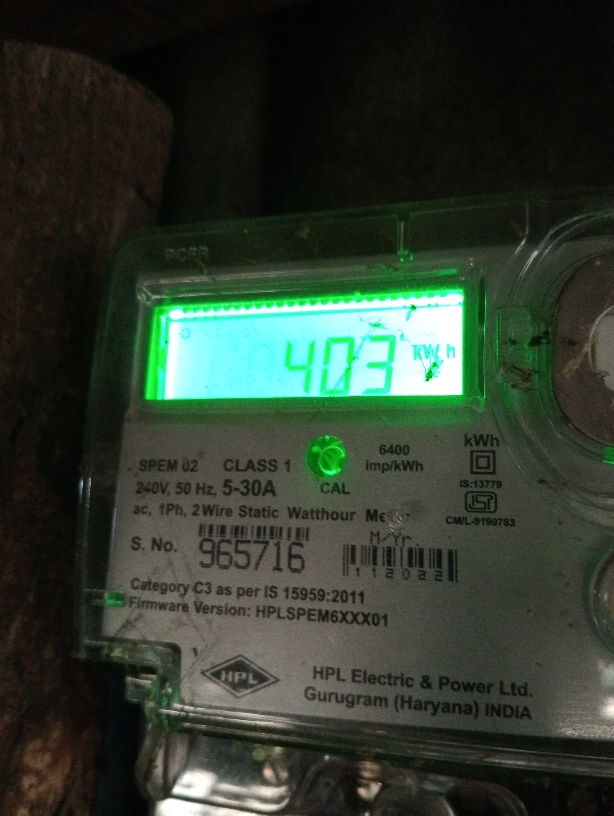 403 kWh
SPEM 02 CLASS 1
CAL
6400
imp/kWh
kWh
240V, 50 Hz, 5-30A
IS:13779
ISI
CM/L-9190783
ac, 1Ph, 2 Wire Static Watthour
M/Yr.
S. No. 965716
112022
Category C3 as per IS 15959:2011
Firmware Version: HPLSPEM6XXX01
HPL
HPL Electric & Power Ltd.
Gurugram (Haryana) INDIA